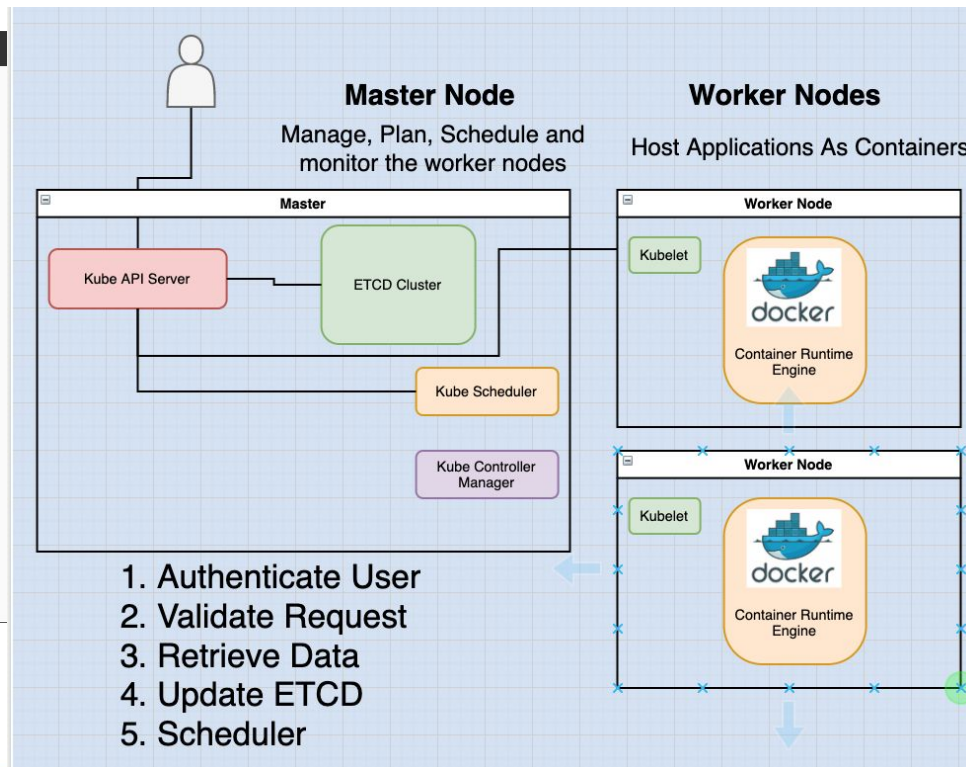 Master Node
Manage, Plan, Schedule and
monitor the worker nodes
Worker Nodes
Host Applications As Containers
Master
Kube API Server
ETCD Cluster
Kube Scheduler
Kube Controller
Manager
Worker Node
Kubelet
docker
Container Runtime
Engine
Worker Node
Kubelet
docker
Container Runtime
Engine
1. Authenticate User
2. Validate Request
3. Retrieve Data
4. Update ETCD
5. Scheduler